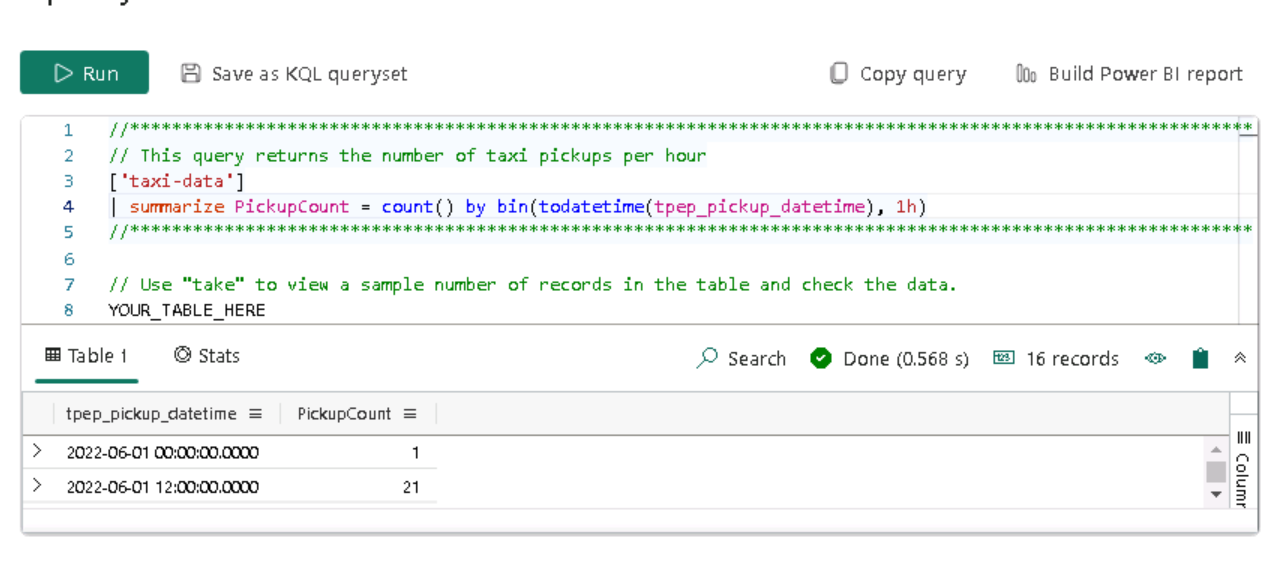 Run Save as KQL queryset Copy query Build Power BI report
1 //**********************************************************************************************************
2 // This query returns the number of taxi pickups per hour
3 ['taxi-data']
4 | summarize PickupCount = count() by bin(todatetime(tpep_pickup_datetime), 1h)
5 //**********************************************************************************************************
6
7 // Use "take" to view a sample number of records in the table and check the data.
8 YOUR_TABLE_HERE
Table 1 Stats Search Done (0.568 s) 123 16 records
tpep_pickup_datetime PickupCount
2022-06-01 00:00:00.0000 1
2022-06-01 12:00:00.0000 21